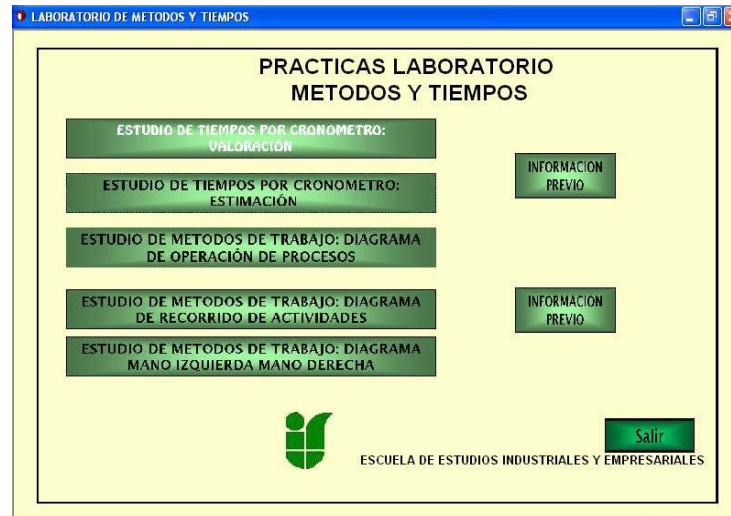 LABORATORIO DE METODOS Y TIEMPOS
PRACTICAS LABORATORIO
METODOS Y TIEMPOS
ESTUDIO DE TIEMPOS POR CRONOMETRO:
VALORACIÓN
ESTUDIO DE TIEMPOS POR CRONOMETRO:
ESTIMACIÓN
INFORMACION
PREVIO
ESTUDIO DE METODOS DE TRABAJO: DIAGRAMA
DE OPERACIÓN DE PROCESOS
ESTUDIO DE METODOS DE TRABAJO: DIAGRAMA
DE RECORRIDO DE ACTIVIDADES
INFORMACION
PREVIO
ESTUDIO DE METODOS DE TRABAJO: DIAGRAMA
MANO IZQUIERDA MANO DERECHA
Salir
ESCUELA DE ESTUDIOS INDUSTRIALES Y EMPRESARIALES